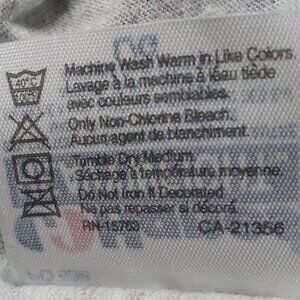 Machine Wash Warm in Like Colors.
Lavage à la machine à l'eau tiède
avec couleurs semblables.
Only Non-Chlorine Bleach.
Aucun agent de blanchiment.
Tumble Dry Medium.
Séchage à température moyenne.
Do Not Iron If Decorated
Ne pas repasser si décoré.
RN-15763 CA-21356